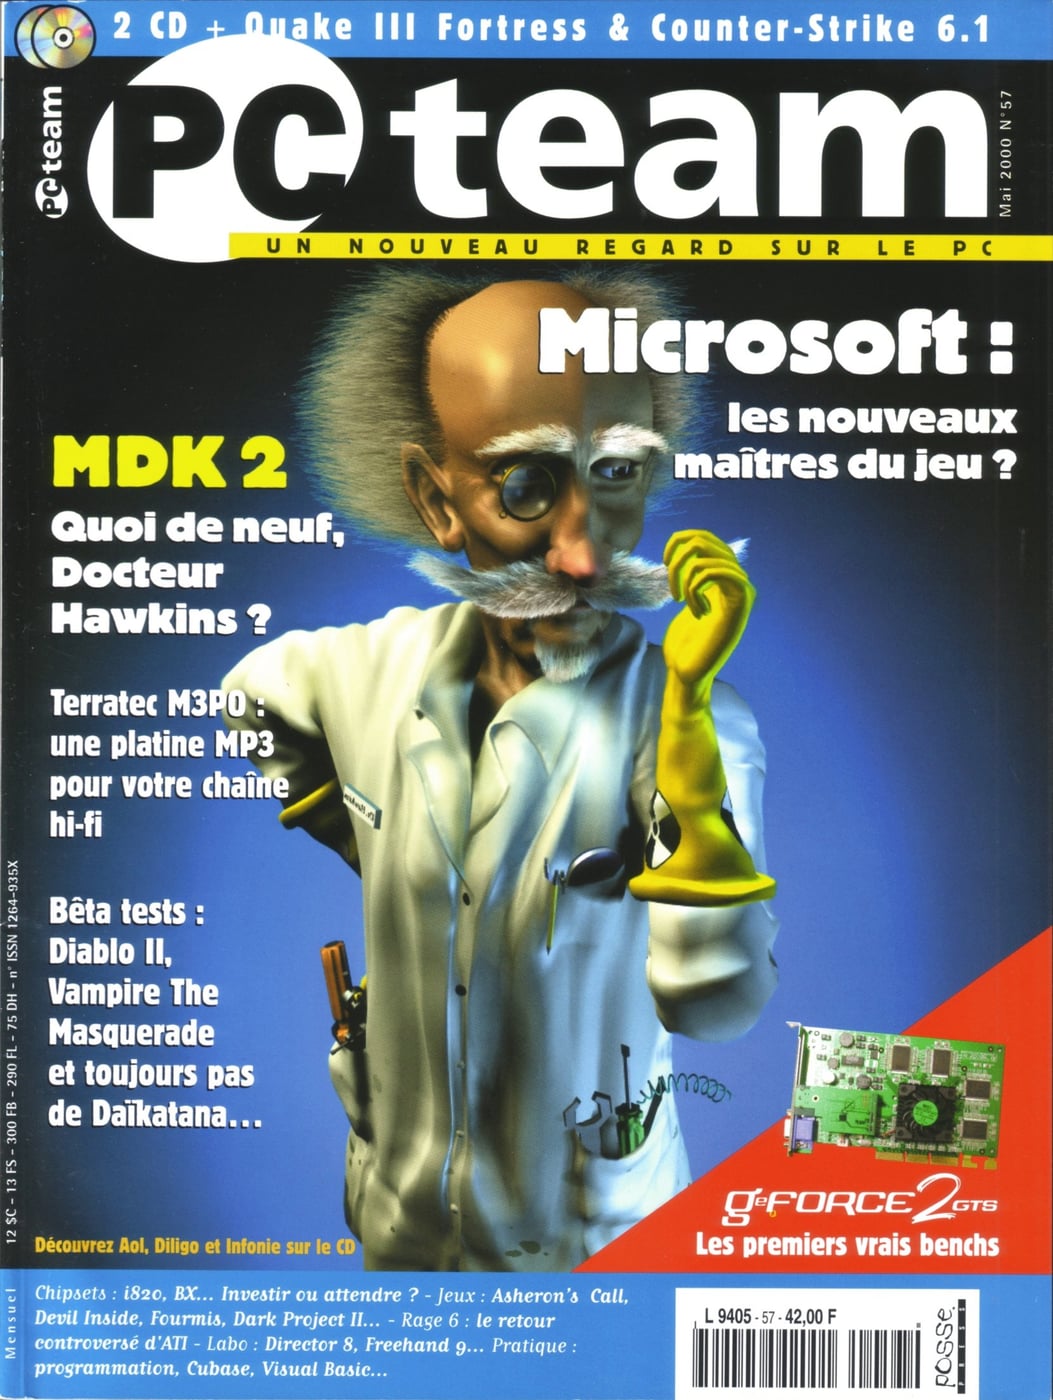 2 CD + Quake III Fortress & Counter-Strike 6.1
PC team
PC team
Mai 2000 N°57
UN NOUVEAU REGARD SUR LE PC
Microsoft :
les nouveaux
maîtres du jeu ?
MDK 2
Quoi de neuf,
Docteur
Hawkins ?
Terratec M3PO :
une platine MP3
pour votre chaîne
hi-fi
Bêta tests :
Diablo II,
Vampire The
Masquerade
et toujours pas
de Daïkatana...
geFORCE 2 GTS
Les premiers vrais benchs
Découvrez Aol, Diligo et Infonie sur le CD
Chipsets : i820, BX... Investir ou attendre ? - Jeux : Asheron's Call,
Devil Inside, Fourmis, Dark Project II... - Rage 6 : le retour
controversé d'ATI - Labo : Director 8, Freehand 9... Pratique :
programmation, Cubase, Visual Basic...
L 9405 - 57 - 42,00 F
posse.
PRESS
Mensuel
12 $C – 13 FS – 300 FB – 290 FL – 75 DH – n° ISSN 1264–935X